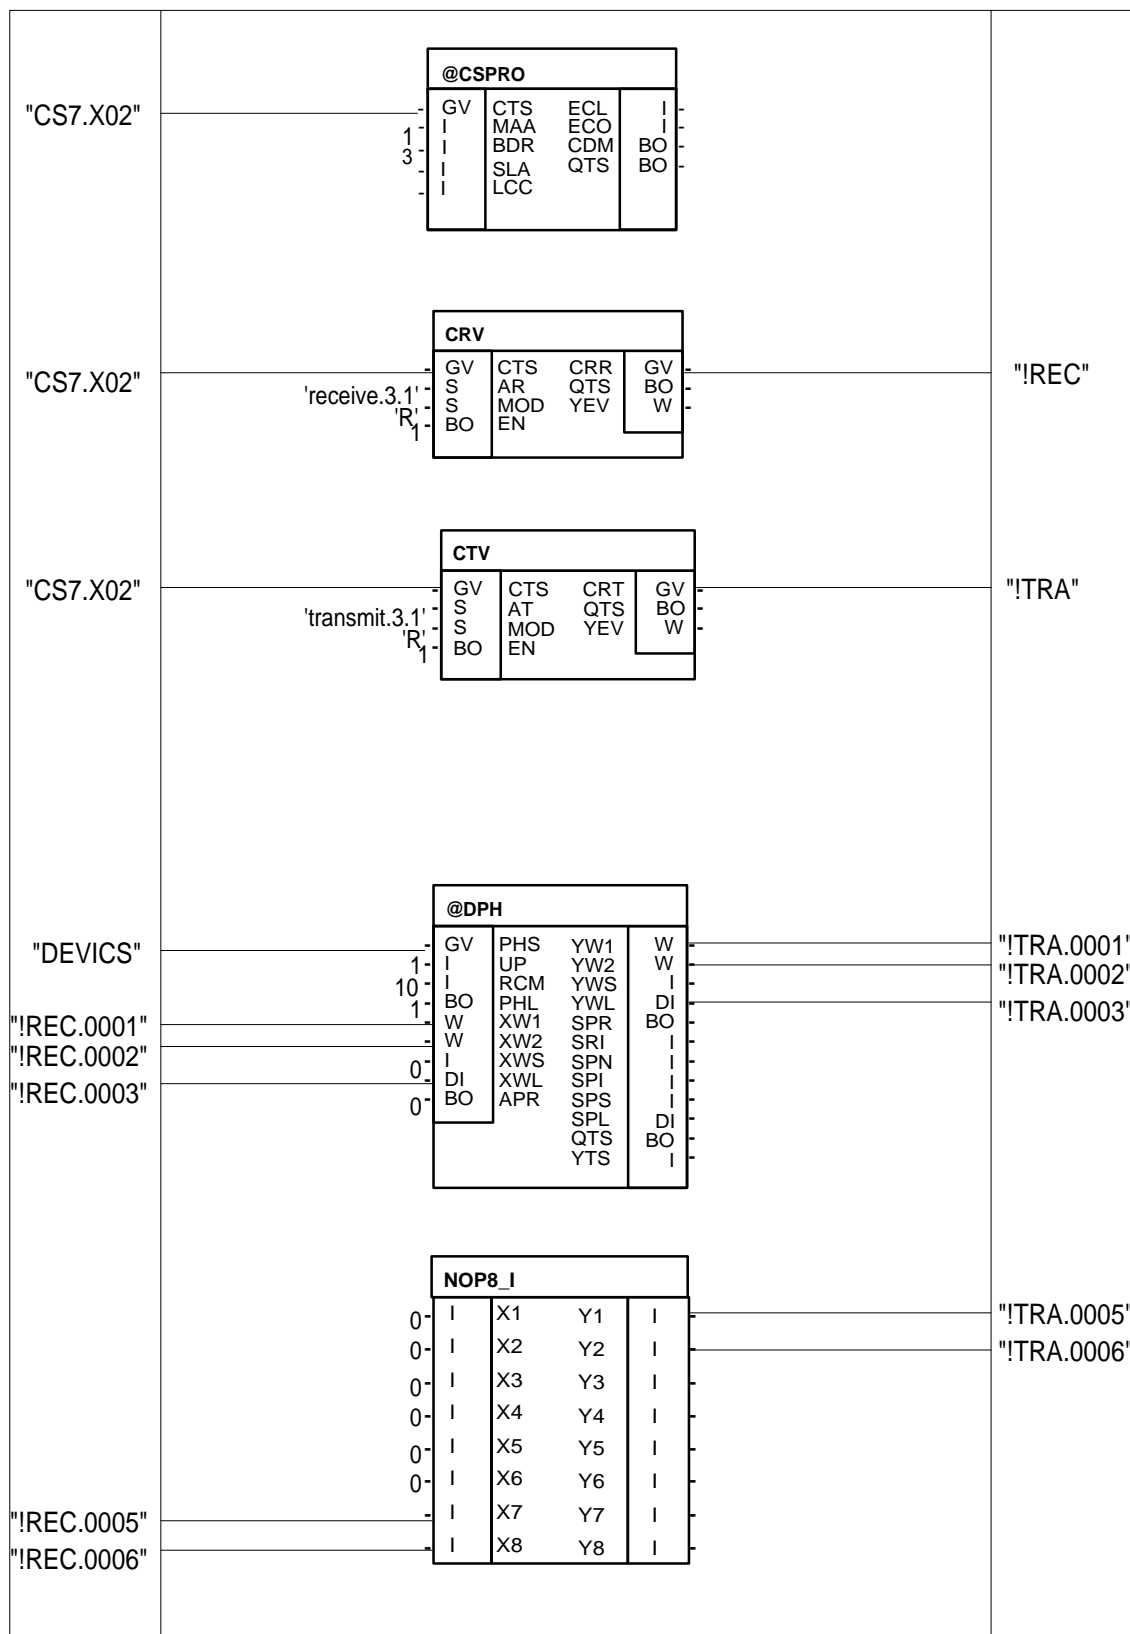 @CSPRO
"CS7.X02" GV CTS ECL I
I MAA ECO I
1 I BDR CDM BO
3 I SLA QTS BO
I LCC
CRV
"CS7.X02" GV CTS CRR GV "!REC"
'receive.3.1' S AR QTS BO
'R' S MOD YEV W
1 BO EN
CTV
"CS7.X02" GV CTS CRT GV "!TRA"
'transmit.3.1' S AT QTS BO
'R' S MOD YEV W
1 BO EN
@DPH
"DEVICS" GV PHS YW1 W "!TRA.0001"
1 I UP YW2 W "!TRA.0002"
10 I RCM YWS I
1 BO PHL YWL DI "!TRA.0003"
"!REC.0001" W XW1 SPR BO
"!REC.0002" W XW2 SRI I
0 I XWS SPN I
"!REC.0003" DI XWL SPI I
0 BO APR SPS I
SPL DI
QTS BO
YTS I
NOP8_I
0 I X1 Y1 I "!TRA.0005"
0 I X2 Y2 I "!TRA.0006"
0 I X3 Y3 I
0 I X4 Y4 I
0 I X5 Y5 I
0 I X6 Y6 I
"!REC.0005" I X7 Y7 I
"!REC.0006" I X8 Y8 I